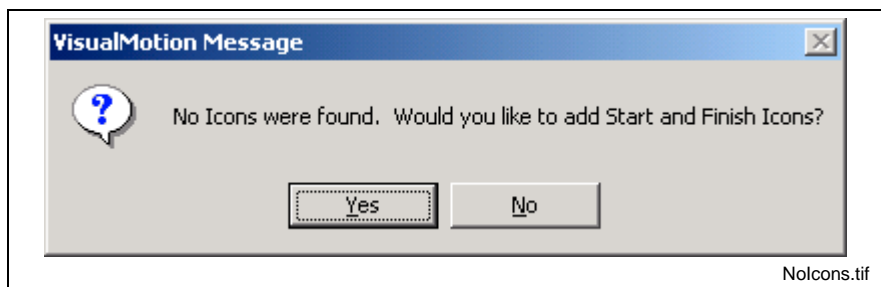 VisualMotion Message
No Icons were found. Would you like to add Start and Finish Icons?
Yes No
NoIcons.tif